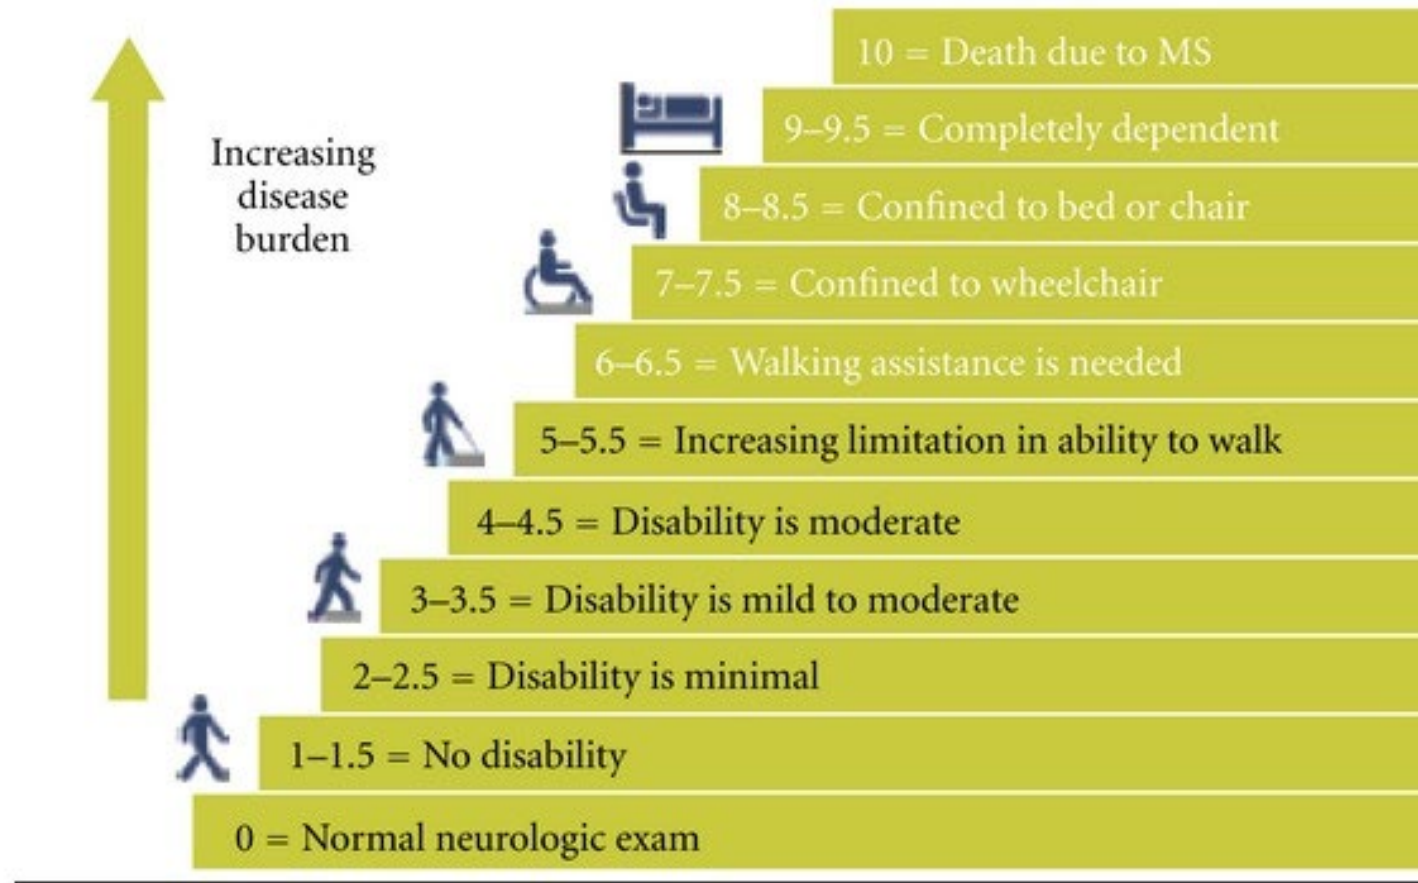 10 = Death due to MS
9–9.5 = Completely dependent
Increasing
disease
burden
8–8.5 = Confined to bed or chair
7–7.5 = Confined to wheelchair
6–6.5 = Walking assistance is needed
5–5.5 = Increasing limitation in ability to walk
4–4.5 = Disability is moderate
3–3.5 = Disability is mild to moderate
2–2.5 = Disability is minimal
1–1.5 = No disability
0 = Normal neurologic exam